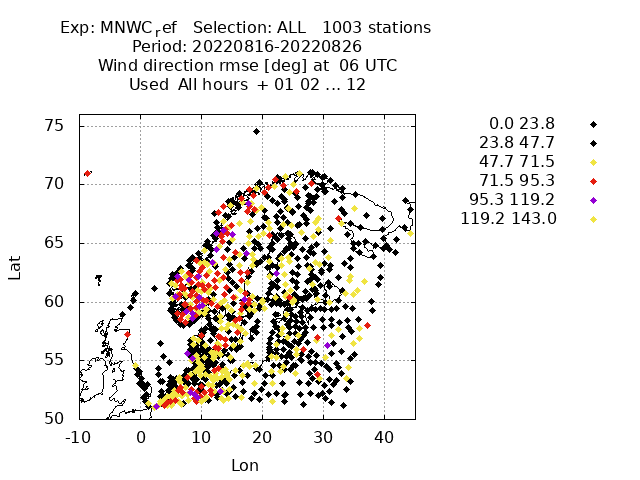 Exp: MNWC_ref Selection: ALL 1003 stations
Period: 20220816-20220826
Wind direction rmse [deg] at 06 UTC
Used All hours + 01 02 ... 12
75
70
65
60
55
50
-10 0 10 20 30 40
Lat
Lon
0.0 23.8
23.8 47.7
47.7 71.5
71.5 95.3
95.3 119.2
119.2 143.0